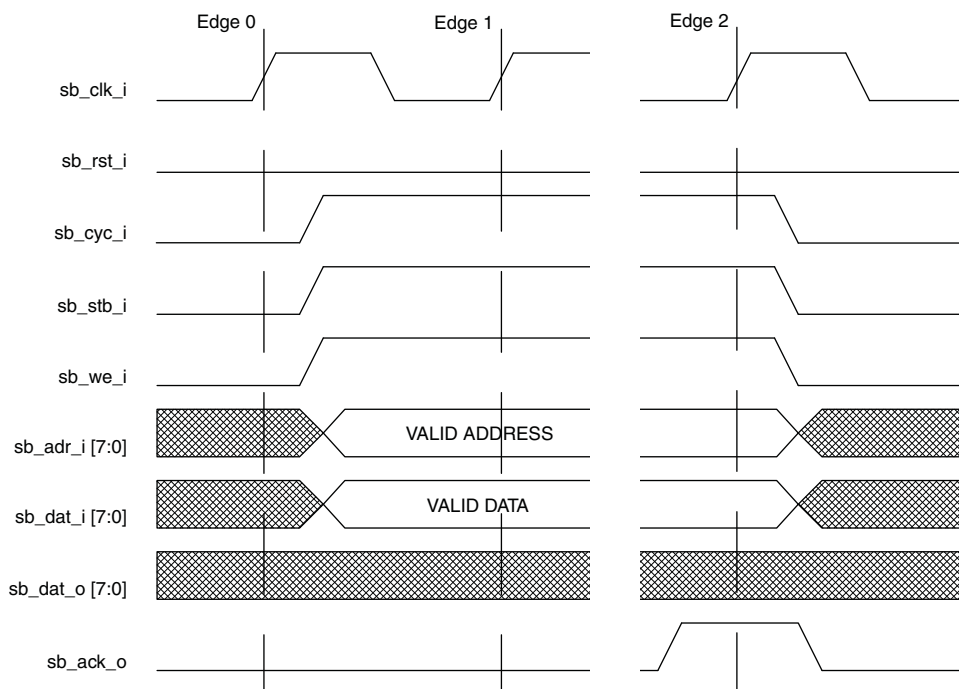 Edge 0
Edge 1
Edge 2
sb_clk_i
sb_rst_i
sb_cyc_i
sb_stb_i
sb_we_i
sb_adr_i [7:0]
VALID ADDRESS
sb_dat_i [7:0]
VALID DATA
sb_dat_o [7:0]
sb_ack_o